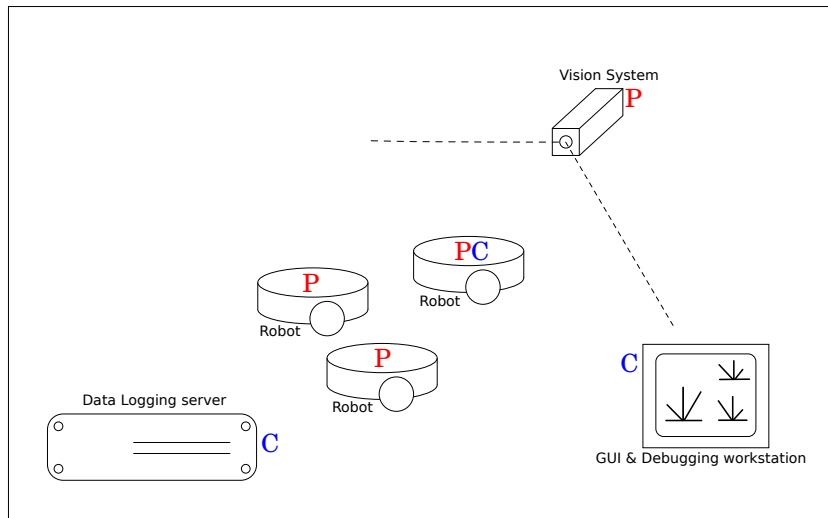 Vision System
P
PC
P
Robot
Robot
P
C
Data Logging server
Robot
C
GUI & Debugging workstation